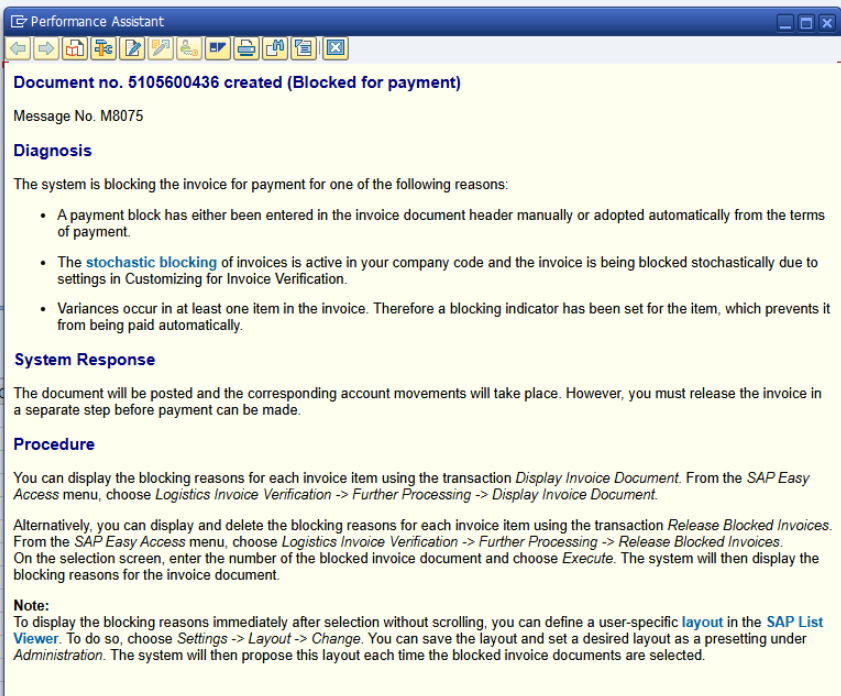 Performance Assistant
Document no. 5105600436 created (Blocked for payment)
Message No. M8075
Diagnosis
The system is blocking the invoice for payment for one of the following reasons:
• A payment block has either been entered in the invoice document header manually or adopted automatically from the terms
of payment.
• The stochastic blocking of invoices is active in your company code and the invoice is being blocked stochastically due to
settings in Customizing for Invoice Verification.
• Variances occur in at least one item in the invoice. Therefore a blocking indicator has been set for the item, which prevents it
from being paid automatically.
System Response
The document will be posted and the corresponding account movements will take place. However, you must release the invoice in
a separate step before payment can be made.
Procedure
You can display the blocking reasons for each invoice item using the transaction Display Invoice Document. From the SAP Easy
Access menu, choose Logistics Invoice Verification -> Further Processing -> Display Invoice Document.
Alternatively, you can display and delete the blocking reasons for each invoice item using the transaction Release Blocked Invoices.
From the SAP Easy Access menu, choose Logistics Invoice Verification -> Further Processing -> Release Blocked Invoices.
On the selection screen, enter the number of the blocked invoice document and choose Execute. The system will then display the
blocking reasons for the invoice document.
Note:
To display the blocking reasons immediately after selection without scrolling, you can define a user-specific layout in the SAP List
Viewer. To do so, choose Settings -> Layout -> Change. You can save the layout and set a desired layout as a presetting under
Administration. The system will then propose this layout each time the blocked invoice documents are selected.